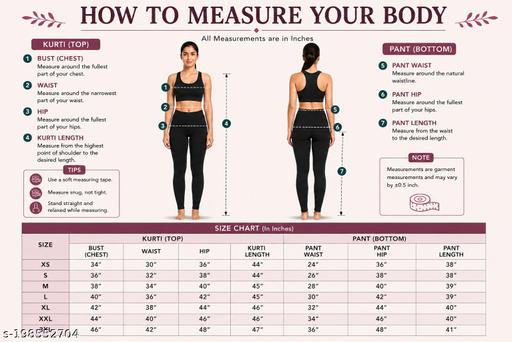 HOW TO MEASURE YOUR BODY
All Measurements are in Inches
KURTI (TOP)
1 BUST (CHEST)
Measure around the fullest
part of your chest.
2 WAIST
Measure around the narrowest
part of your waist.
3 HIP
Measure around the fullest
part of your hips.
4 KURTI LENGTH
Measure from the highest
point of shoulder to the
desired length.
TIPS
Use a soft measuring tape.
Measure snug, not tight.
Stand straight and
relaxed while measuring.
1
2
3
4
5
6
7
PANT (BOTTOM)
5 PANT WAIST
Measure around the natural
waistline.
6 PANT HIP
Measure around the fullest
part of your hips.
7 PANT LENGTH
Measure from the waist
to the desired length.
NOTE
Measurements are garment
measurements and may vary
by ±0.5 inch.
SIZE CHART (In Inches)
SIZE KURTI (TOP) PANT (BOTTOM)
BUST (CHEST) WAIST HIP KURTI LENGTH PANT WAIST PANT HIP PANT LENGTH
XS 34" 30" 36" 44" 24" 36" 38"
S 36" 32" 38" 44" 26" 38" 38"
M 38" 34" 40" 45" 28" 40" 39"
L 40" 36" 42" 45" 30" 40" 39"
XL 42" 38" 44" 46" 32" 44" 40"
XXL 44" 40" 46" 46" 34" 46" 40"
46" 42" 48" 47" 36" 48" 41"
s-198552704